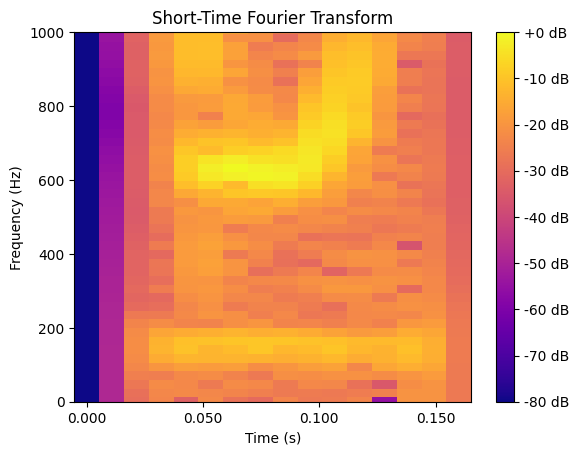 Short-Time Fourier Transform
1000
800
600
400
200
0
Frequency (Hz)
0.000
0.050
0.100
0.150
Time (s)
+0 dB
-10 dB
-20 dB
-30 dB
-40 dB
-50 dB
-60 dB
-70 dB
-80 dB